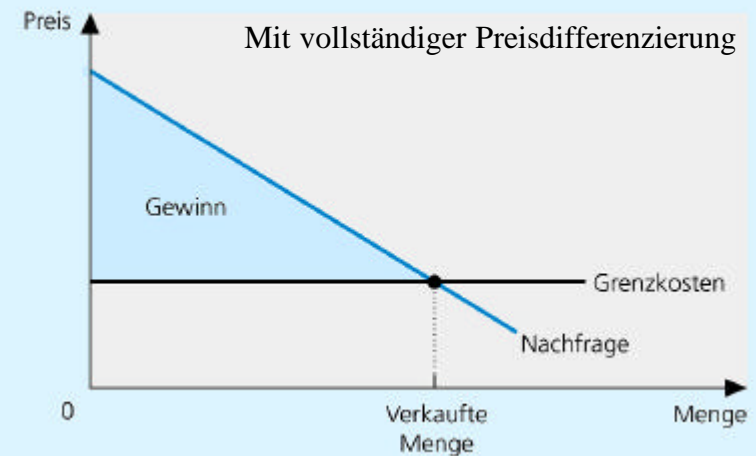 Preis
Mit vollständiger Preisdifferenzierung
Gewinn
Grenzkosten
Nachfrage
0
Verkaufte
Menge
Menge